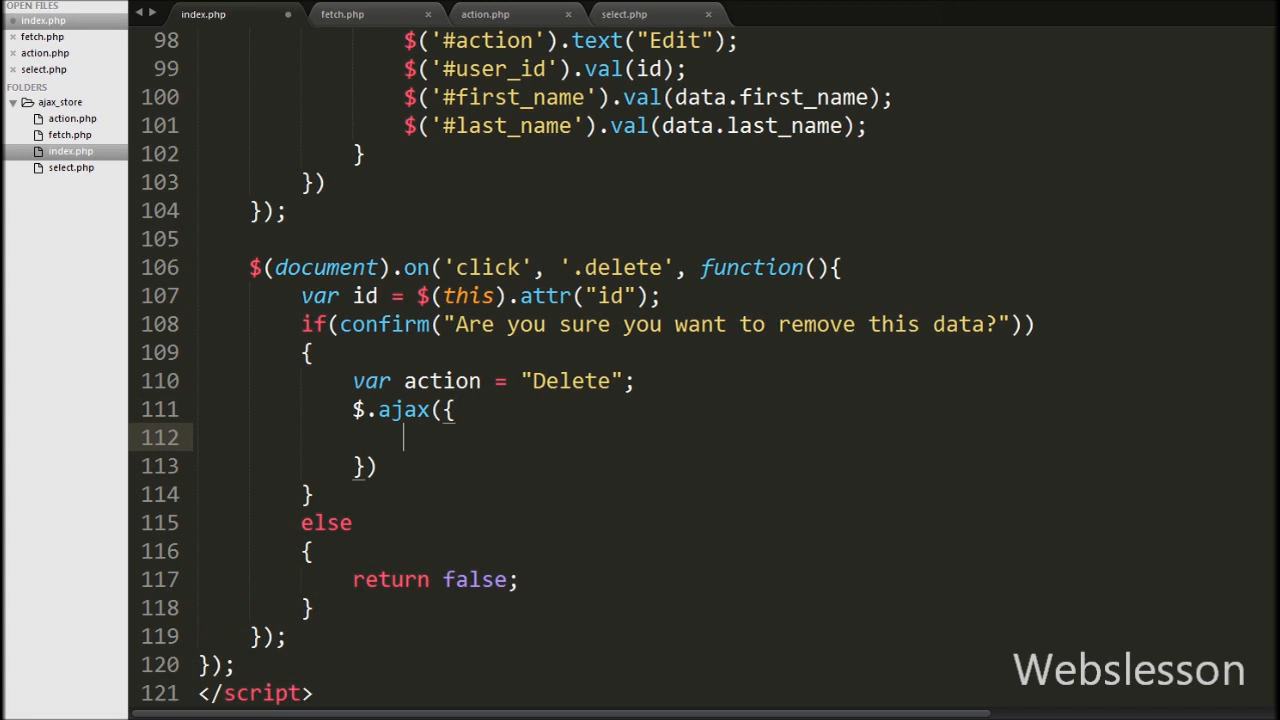 OPEN FILES
index.php
fetch.php
action.php
select.php
FOLDERS
ajax_store
action.php
fetch.php
index.php
select.php
index.php fetch.php action.php select.php
98 $('#action').text("Edit");
99 $('#user_id').val(id);
100 $('#first_name').val(data.first_name);
101 $('#last_name').val(data.last_name);
102 }
103 })
104 });
105
106 $(document).on('click', '.delete', function(){
107 var id = $(this).attr("id");
108 if(confirm("Are you sure you want to remove this data?"))
109 {
110 var action = "Delete";
111 $.ajax({
112
113 })
114 }
115 else
116 {
117 return false;
118 }
119 });
120 });
121 </script>
Webslesson